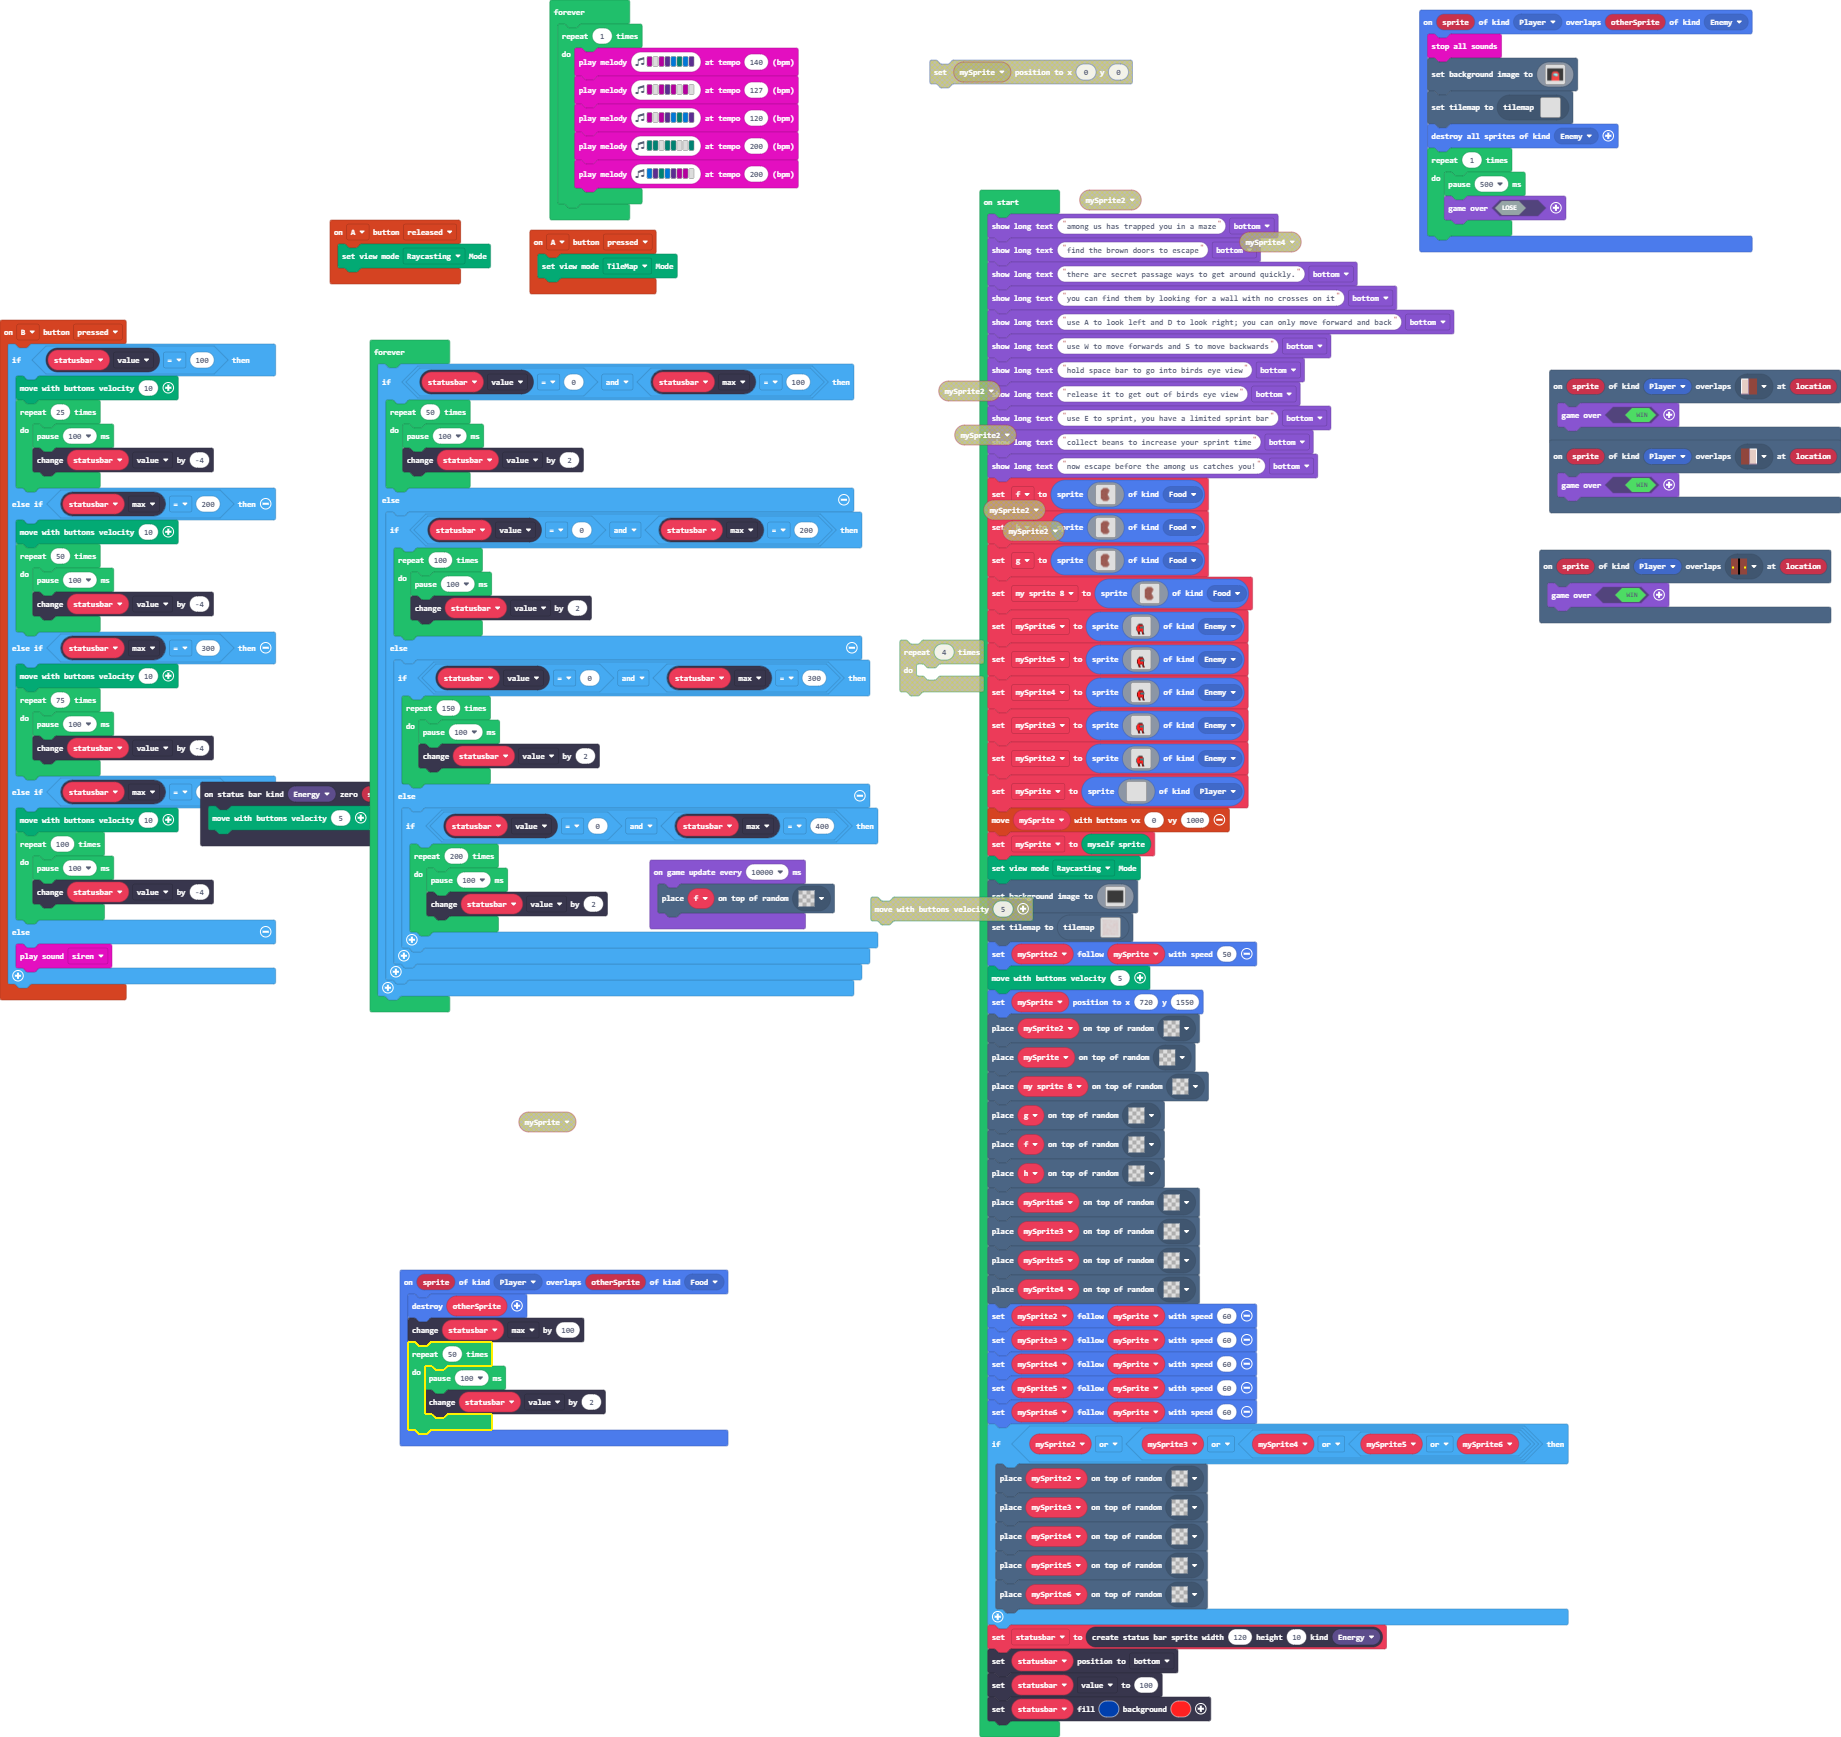 forever
repeat 1 times
do
play melody at tempo 140 (bpm)
play melody at tempo 127 (bpm)
play melody at tempo 120 (bpm)
play melody at tempo 200 (bpm)
play melody at tempo 200 (bpm)
set mySprite position to x 0 y 0
on sprite of kind Player overlaps otherSprite of kind Enemy
stop all sounds
set background image to
set tilemap to tilemap
destroy all sprites of kind Enemy
repeat 1 times
do
pause 500 ms
game over LOSE
on A button released
set view mode Raycasting Mode
on A button pressed
set view mode TileMap Mode
on B button pressed
if statusbar value = 100 then
move with buttons velocity 10
repeat 25 times
do
pause 100 ms
change statusbar value by -4
else if statusbar max = 200 then
move with buttons velocity 10
repeat 50 times
do
pause 100 ms
change statusbar value by -4
else if statusbar max = 300 then
move with buttons velocity 10
repeat 75 times
do
pause 100 ms
change statusbar value by -4
else if statusbar max =
move with buttons velocity 10
repeat 100 times
do
pause 100 ms
change statusbar value by -4
else
play sound siren
on status bar kind Energy zero
move with buttons velocity 5
forever
if statusbar value = 0 and statusbar max = 100 then
repeat 50 times
do
pause 100 ms
change statusbar value by 2
else
if statusbar value = 0 and statusbar max = 200 then
repeat 100 times
do
pause 100 ms
change statusbar value by 2
else
if statusbar value = 0 and statusbar max = 300 then
repeat 150 times
do
pause 100 ms
change statusbar value by 2
else
if statusbar value = 0 and statusbar max = 400 then
repeat 200 times
do
pause 100 ms
change statusbar value by 2
on game update every 10000 ms
place f on top of random
mySprite
on sprite of kind Player overlaps otherSprite of kind Food
destroy otherSprite
change statusbar max by 100
repeat 50 times
do
pause 100 ms
change statusbar value by 2
on start
mySprite2
show long text "among us has trapped you in a maze" bottom
show long text "find the brown doors to escape" bottom
mySprite4
show long text "there are secret passage ways to get around quickly." bottom
show long text "you can find them by looking for a wall with no crosses on it" bottom
show long text "use A to look left and D to look right; you can only move forward and back" bottom
show long text "use W to move forwards and S to move backwards" bottom
show long text "hold space bar to go into birds eye view" bottom
mySprite2
show long text "release it to get out of birds eye view" bottom
show long text "use E to sprint, you have a limited sprint bar" bottom
mySprite2
long text "collect beans to increase your sprint time" bottom
show long text "now escape before the among us catches you!" bottom
set f to sprite of kind Food
mySprite2
set sprite of kind Food
mySprite2
set g to sprite of kind Food
set my sprite 8 to sprite of kind Food
set mySprite6 to sprite of kind Enemy
repeat 4 times
do
set mySprite5 to sprite of kind Enemy
set mySprite4 to sprite of kind Enemy
set mySprite3 to sprite of kind Enemy
set mySprite2 to sprite of kind Enemy
set mySprite to sprite of kind Player
move mySprite with buttons vx 0 vy 1000
set mySprite to myself sprite
set view mode Raycasting Mode
set background image to
move with buttons velocity 5
set tilemap to tilemap
set mySprite2 follow mySprite with speed 50
move with buttons velocity 5
set mySprite position to x 720 y 1550
place mySprite2 on top of random
place mySprite on top of random
place my sprite 8 on top of random
place g on top of random
place f on top of random
place h on top of random
place mySprite6 on top of random
place mySprite3 on top of random
place mySprite5 on top of random
place mySprite4 on top of random
set mySprite2 follow mySprite with speed 60
set mySprite3 follow mySprite with speed 60
set mySprite4 follow mySprite with speed 60
set mySprite5 follow mySprite with speed 60
set mySprite6 follow mySprite with speed 60
if mySprite2 or mySprite3 or mySprite4 or mySprite5 or mySprite6 then
place mySprite2 on top of random
place mySprite3 on top of random
place mySprite4 on top of random
place mySprite5 on top of random
place mySprite6 on top of random
set statusbar to create status bar sprite width 120 height 10 kind Energy
set statusbar position to bottom
set statusbar value to 100
set statusbar fill background
on sprite of kind Player overlaps at location
game over WIN
on sprite of kind Player overlaps at location
game over WIN
on sprite of kind Player overlaps at location
game over WIN